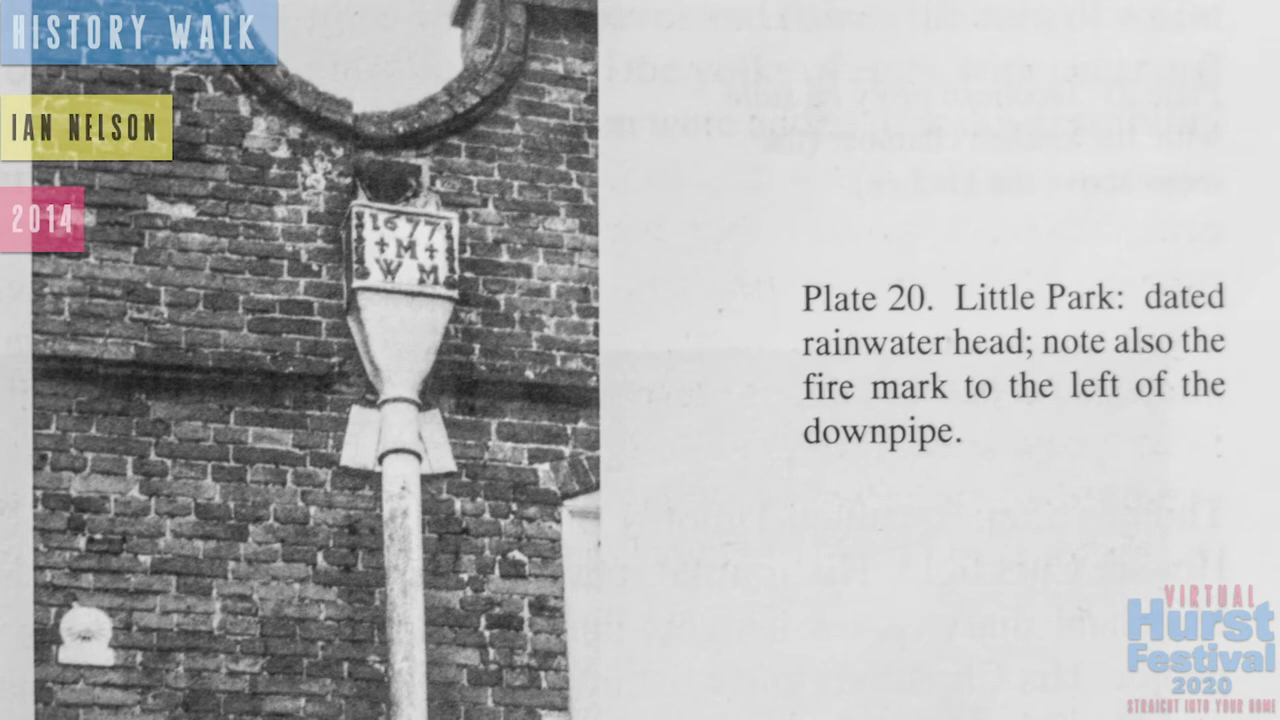 HISTORY WALK
IAN NELSON
2014
1677
+M+
W M
Plate 20. Little Park: dated
rainwater head; note also the
fire mark to the left of the
downpipe.
VIRTUAL
Hurst
Festival
2020
STRAIGHT INTO YOUR HOME